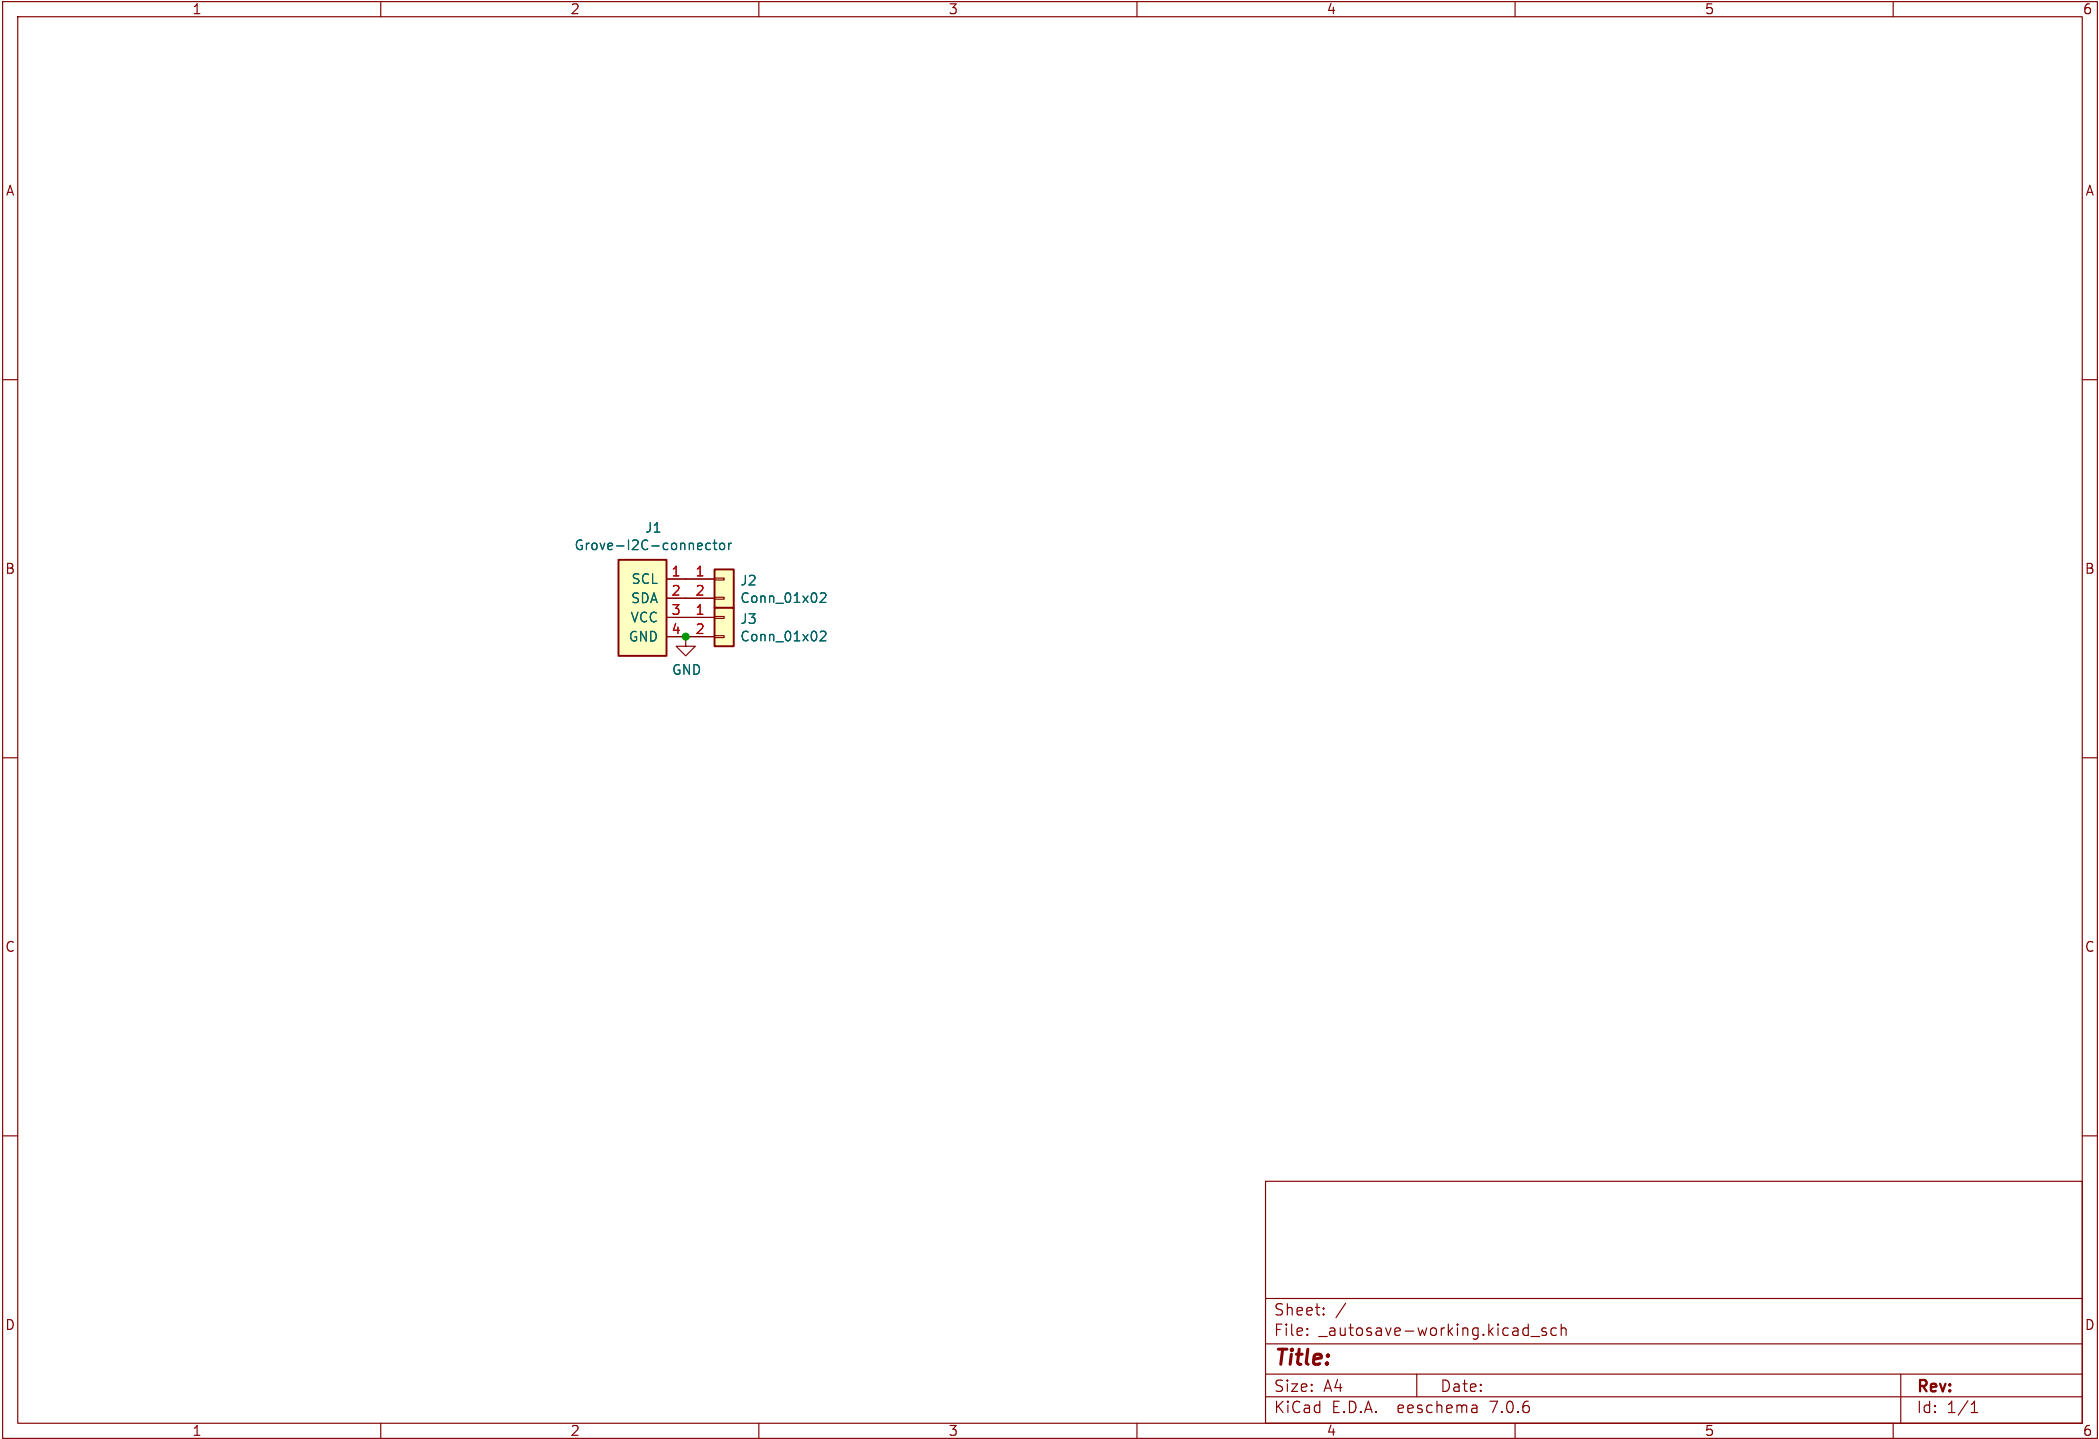 1 2 3 4 5 6
A A
J1
Grove-I2C-connector
B B
SCL 1 1 J2
SDA 2 2 Conn_01x02
VCC 3 1 J3
GND 4 2 Conn_01x02
GND
C C
Sheet: /
File: _autosave-working.kicad_sch
D D
Title:
Size: A4 Date: Rev:
KiCad E.D.A. eeschema 7.0.6 Id: 1/1
1 2 3 4 5 6